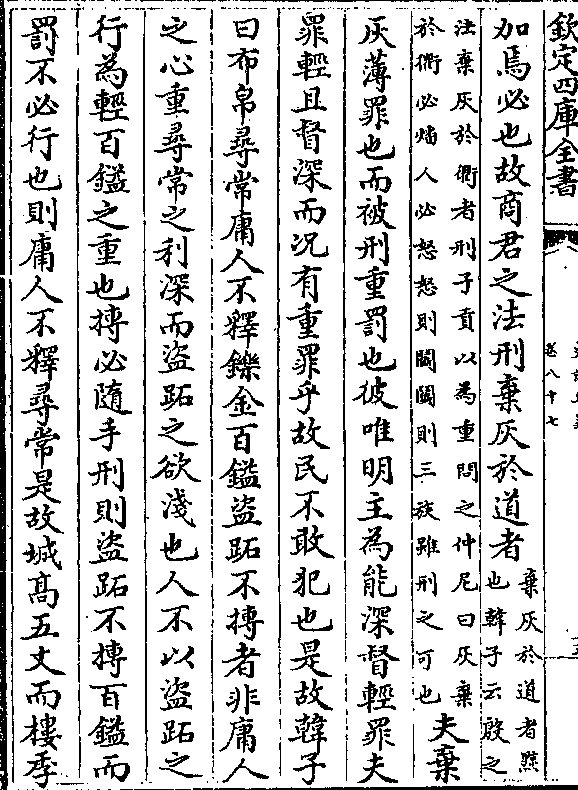 欽定四庫全書
卷八十七
加焉必也故商君之法刑棄灰於道者棄灰於道者黥
也韓子云殷之
法棄灰於衢者刑子貢以為重問之仲尼曰灰棄
於衢必燔人必怒怒則鬭鬭則三族雖刑之可也夫棄
灰薄罪也而被刑重罰也彼唯明主為能深督輕罪夫
罪輕且督深而況有重罪乎故民不敢犯也是故韓子
曰布帛尋常庸人不釋鑠金百鎰盜跖不搏者非庸人
之心重尋常之利深而盜跖之欲淺也人不以盜跖之
行為輕百鎰之重也搏必隨手刑則盜跖不搏百鎰而
罰不必行也則庸人不釋尋常是故城高五丈而樓季